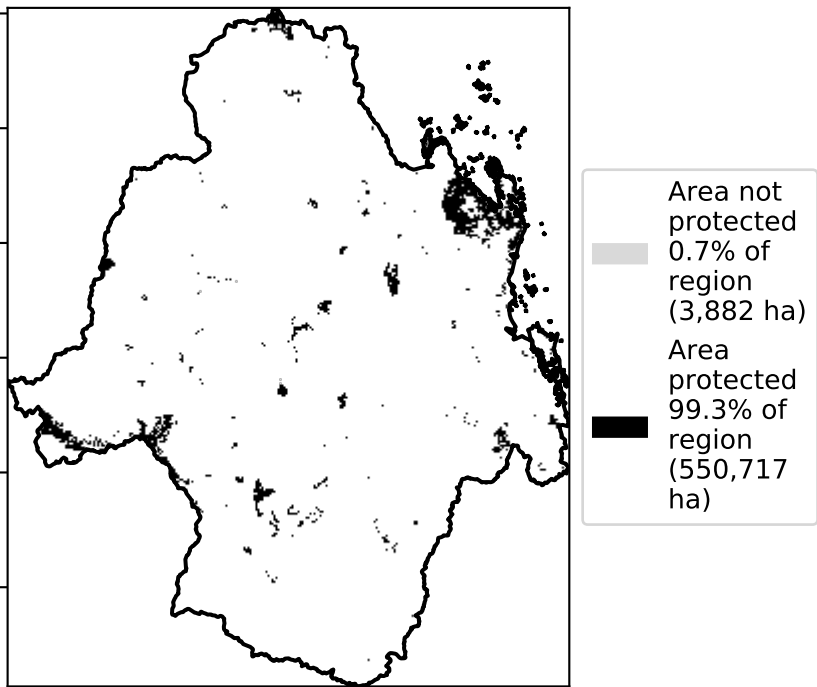 Area not
protected
0.7% of
region
(3,882 ha)
Area
protected
99.3% of
region
(550,717
ha)